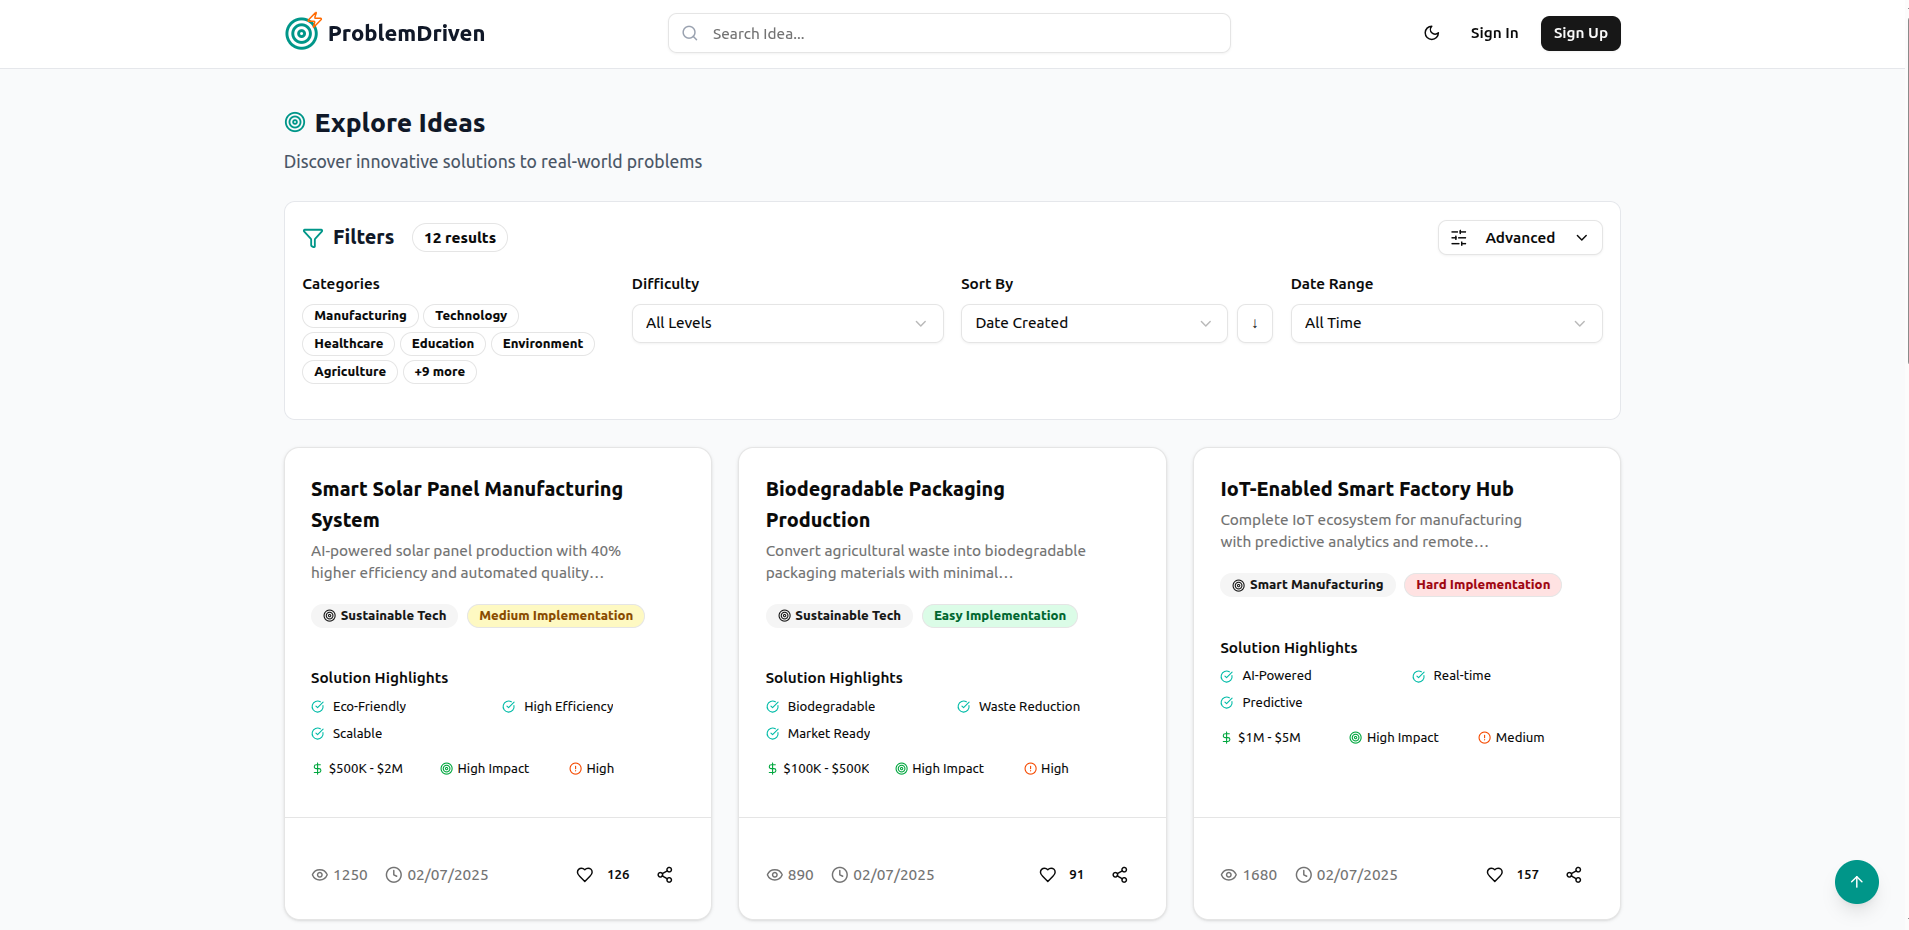 ProblemDriven
Search Idea...
Sign In
Sign Up
Explore Ideas
Discover innovative solutions to real-world problems
Filters
12 results
Advanced
Categories
Manufacturing
Technology
Healthcare
Education
Environment
Agriculture
+9 more
Difficulty
All Levels
Sort By
Date Created
↓
Date Range
All Time
Smart Solar Panel Manufacturing
System
AI-powered solar panel production with 40%
higher efficiency and automated quality...
Sustainable Tech
Medium Implementation
Solution Highlights
Eco-Friendly
High Efficiency
Scalable
$ $500K - $2M
High Impact
High
1250
02/07/2025
126
Biodegradable Packaging
Production
Convert agricultural waste into biodegradable
packaging materials with minimal...
Sustainable Tech
Easy Implementation
Solution Highlights
Biodegradable
Waste Reduction
Market Ready
$ $100K - $500K
High Impact
High
890
02/07/2025
91
IoT-Enabled Smart Factory Hub
Complete IoT ecosystem for manufacturing
with predictive analytics and remote...
Smart Manufacturing
Hard Implementation
Solution Highlights
AI-Powered
Real-time
Predictive
$ $1M - $5M
High Impact
Medium
1680
02/07/2025
157